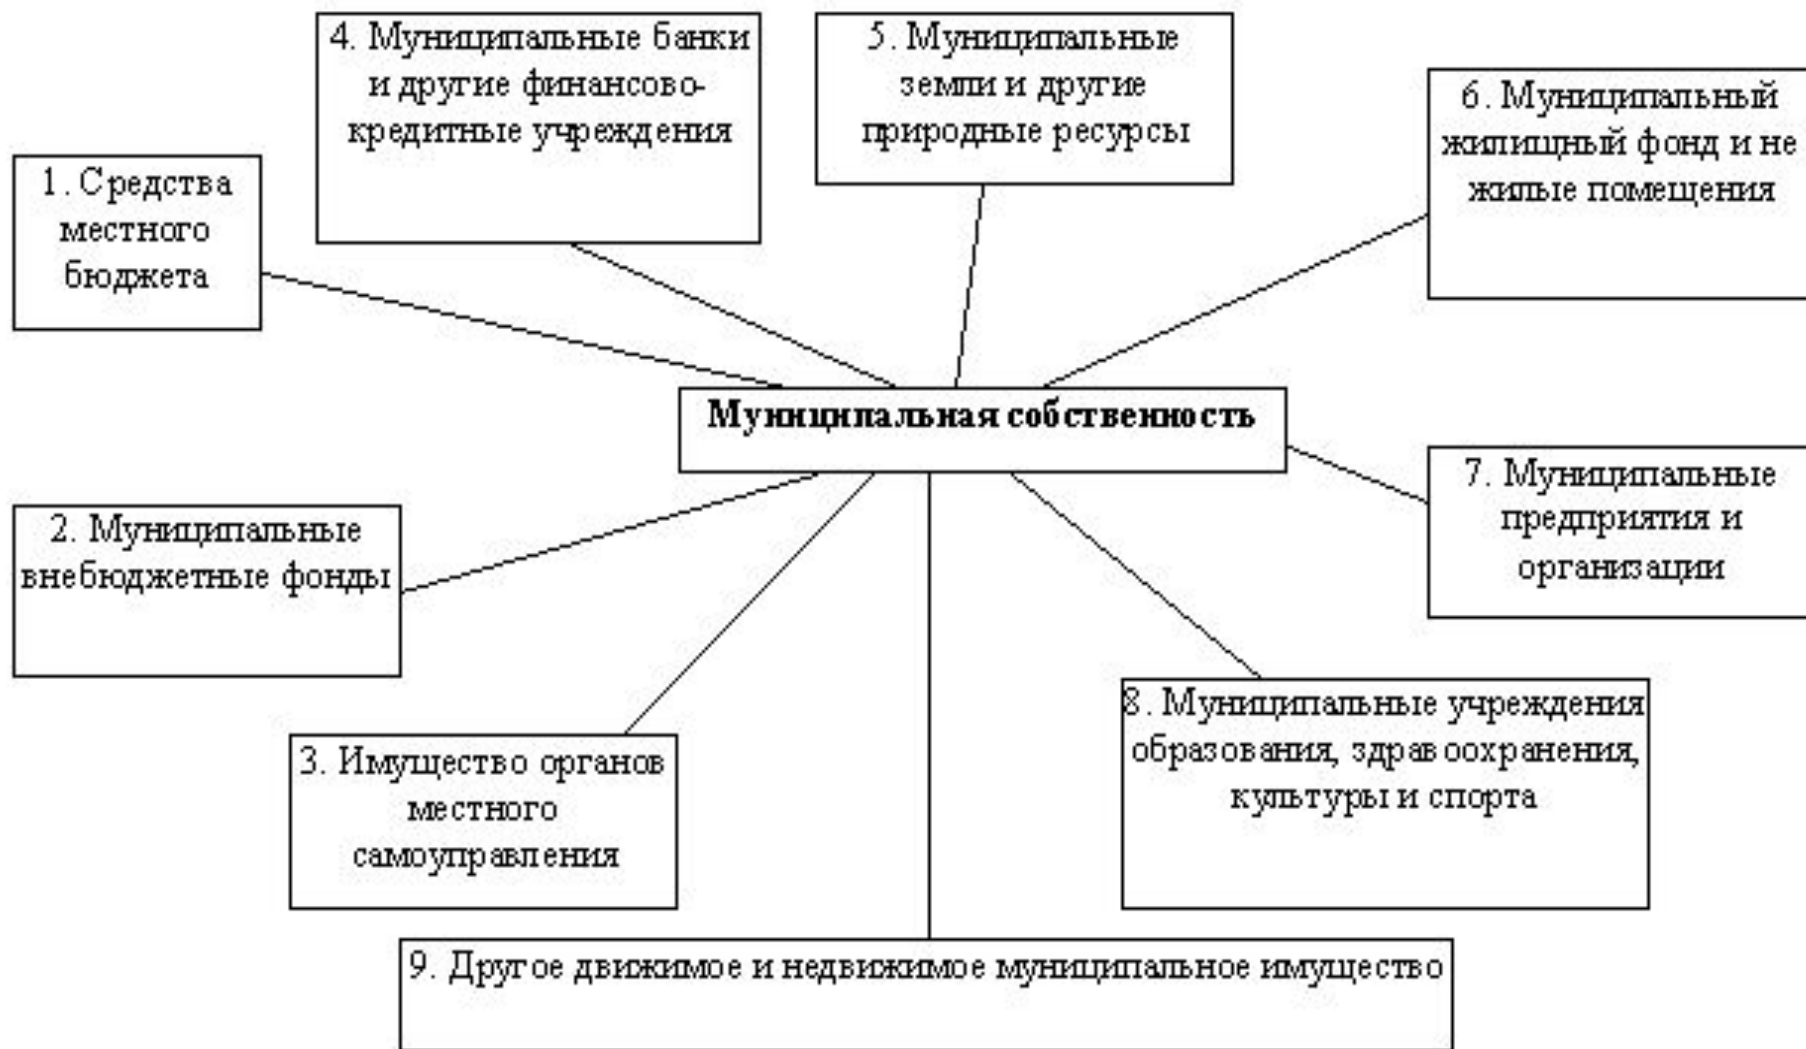 4. Муниципальные банки
и другие финансово-
кредитные учреждения
5. Муниципальные
земли и другие
природные ресурсы
6. Муниципальный
жилищный фонд и не
жилые помещения
1. Средства
местного
бюджета
Муниципальная собственность
2. Муниципальные
внебюджетные фонды
7. Муниципальные
предприятия и
организации
3. Имущество органов
местного
самоуправления
8. Муниципальные учреждения
образования, здравоохранения,
культуры и спорта
9. Другое движимое и недвижимое муниципальное имущество